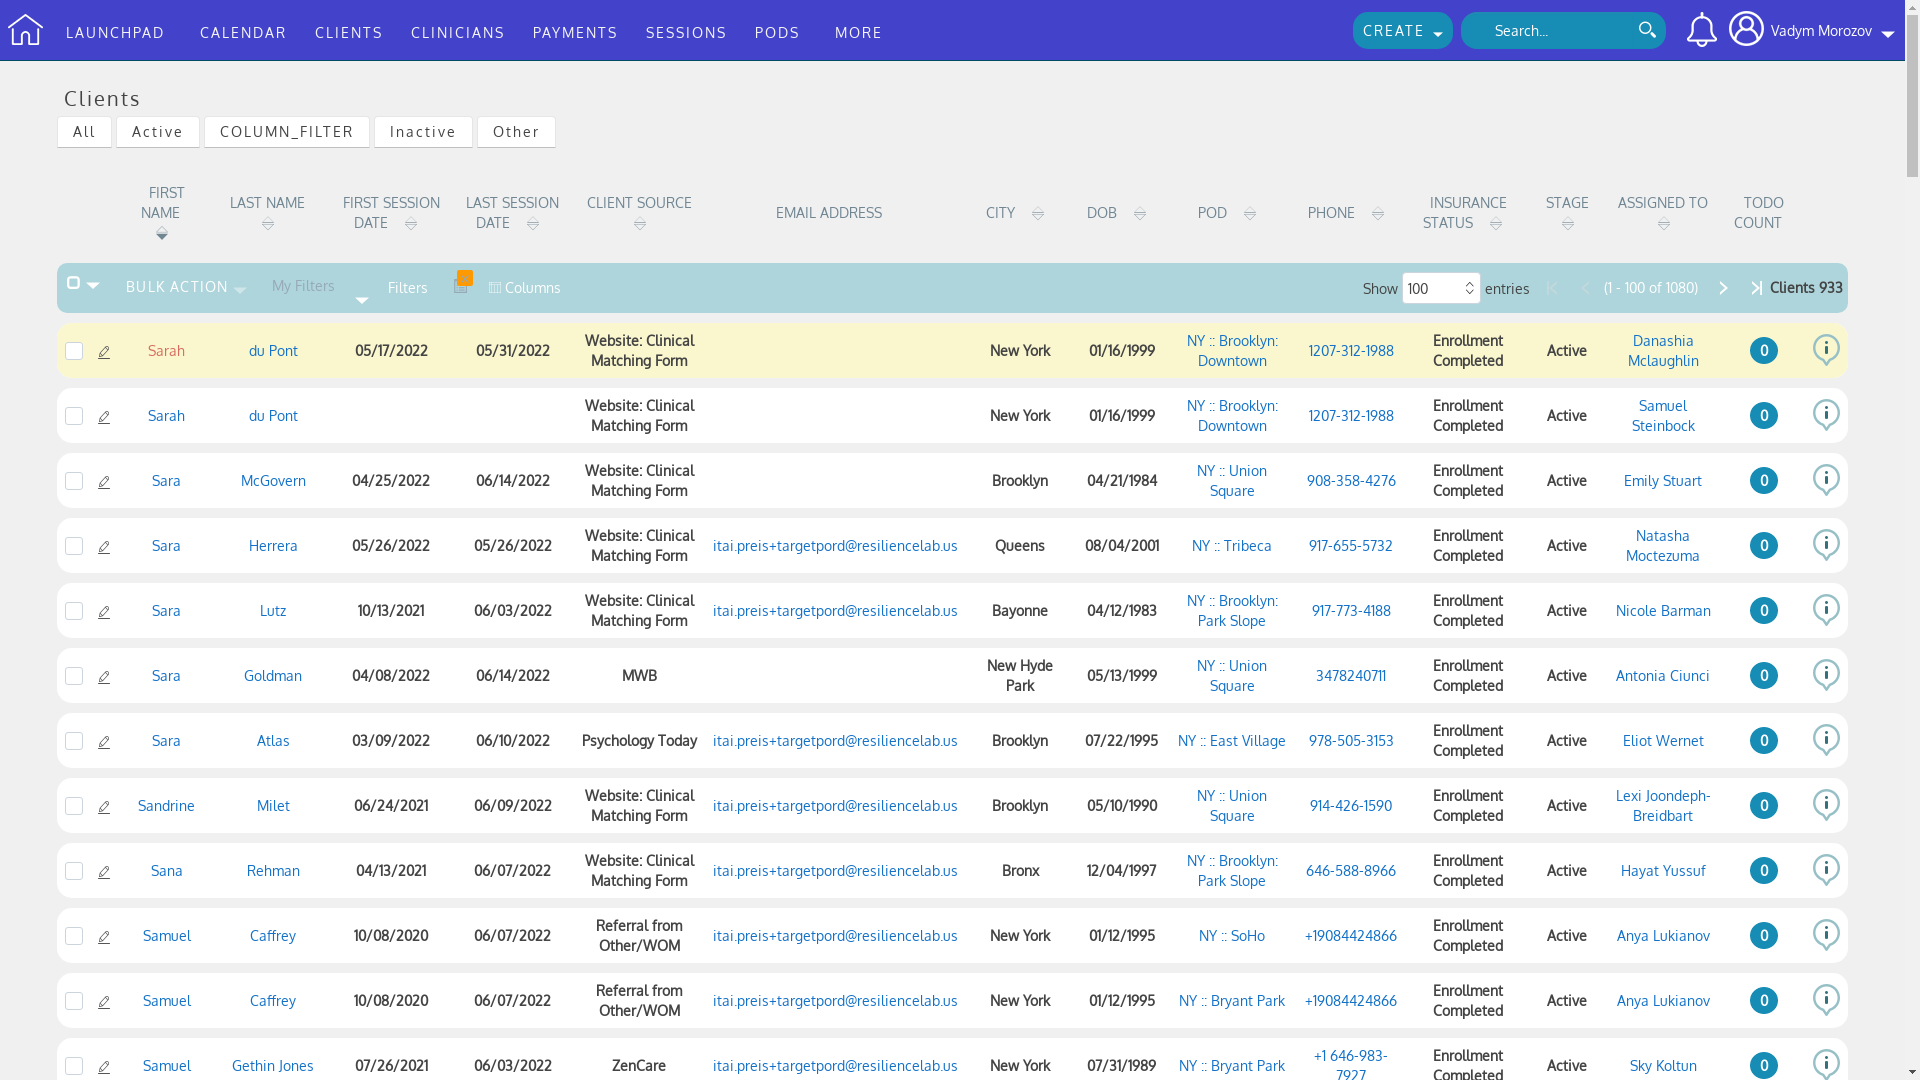 LAUNCHPAD CALENDAR CLIENTS CLINICIANS PAYMENTS SESSIONS PODS MORE CREATE Search... Vadym Morozov
Clients
All Active COLUMN_FILTER Inactive Other
FIRST NAME LAST NAME FIRST SESSION DATE LAST SESSION DATE CLIENT SOURCE EMAIL ADDRESS CITY DOB POD PHONE INSURANCE STATUS STAGE ASSIGNED TO TODO COUNT
BULK ACTION My Filters Filters Columns Show 100 entries (1 - 100 of 1080) Clients 933
Sarah du Pont 05/17/2022 05/31/2022 Website: Clinical Matching Form New York 01/16/1999 NY :: Brooklyn: Downtown 1207-312-1988 Enrollment Completed Active Danashia Mclaughlin 0
Sarah du Pont Website: Clinical Matching Form New York 01/16/1999 NY :: Brooklyn: Downtown 1207-312-1988 Enrollment Completed Active Samuel Steinbock 0
Sara McGovern 04/25/2022 06/14/2022 Website: Clinical Matching Form Brooklyn 04/21/1984 NY :: Union Square 908-358-4276 Enrollment Completed Active Emily Stuart 0
Sara Herrera 05/26/2022 05/26/2022 Website: Clinical Matching Form itai.preis+targetpord@resiliencelab.us Queens 08/04/2001 NY :: Tribeca 917-655-5732 Enrollment Completed Active Natasha Moctezuma 0
Sara Lutz 10/13/2021 06/03/2022 Website: Clinical Matching Form itai.preis+targetpord@resiliencelab.us Bayonne 04/12/1983 NY :: Brooklyn: Park Slope 917-773-4188 Enrollment Completed Active Nicole Barman 0
Sara Goldman 04/08/2022 06/14/2022 MWB New Hyde Park 05/13/1999 NY :: Union Square 3478240711 Enrollment Completed Active Antonia Ciunci 0
Sara Atlas 03/09/2022 06/10/2022 Psychology Today itai.preis+targetpord@resiliencelab.us Brooklyn 07/22/1995 NY :: East Village 978-505-3153 Enrollment Completed Active Eliot Wernet 0
Sandrine Milet 06/24/2021 06/09/2022 Website: Clinical Matching Form itai.preis+targetpord@resiliencelab.us Brooklyn 05/10/1990 NY :: Union Square 914-426-1590 Enrollment Completed Active Lexi Joondeph-Breidbart 0
Sana Rehman 04/13/2021 06/07/2022 Website: Clinical Matching Form itai.preis+targetpord@resiliencelab.us Bronx 12/04/1997 NY :: Brooklyn: Park Slope 646-588-8966 Enrollment Completed Active Hayat Yussuf 0
Samuel Caffrey 10/08/2020 06/07/2022 Referral from Other/WOM itai.preis+targetpord@resiliencelab.us New York 01/12/1995 NY :: SoHo +19084424866 Enrollment Completed Active Anya Lukianov 0
Samuel Caffrey 10/08/2020 06/07/2022 Referral from Other/WOM itai.preis+targetpord@resiliencelab.us New York 01/12/1995 NY :: Bryant Park +19084424866 Enrollment Completed Active Anya Lukianov 0
Samuel Gethin Jones 07/26/2021 06/03/2022 ZenCare itai.preis+targetpord@resiliencelab.us New York 07/31/1989 NY :: Bryant Park +1 646-983-7927 Enrollment Completed Active Sky Koltun 0